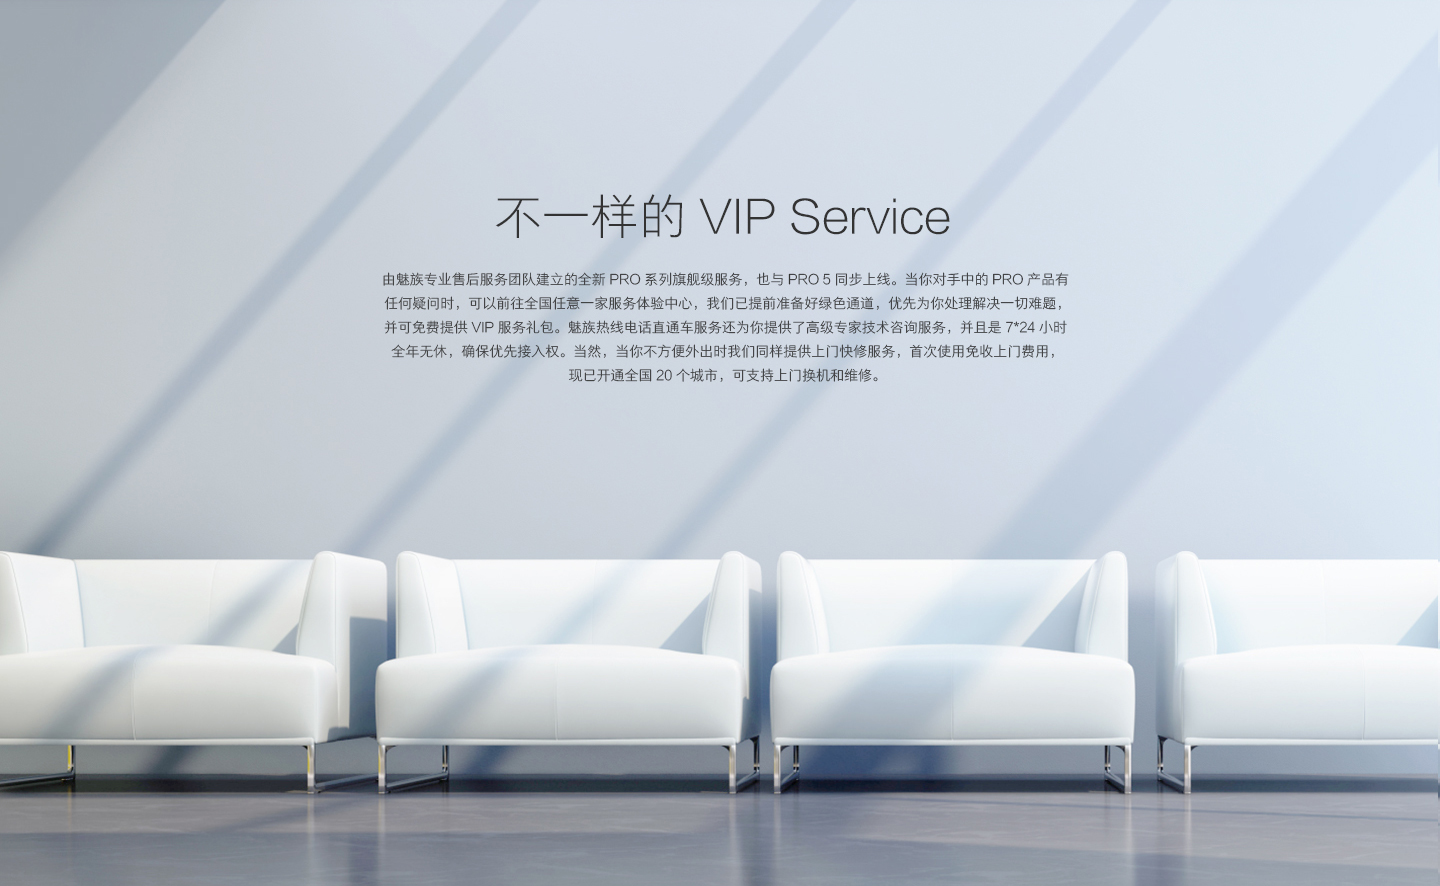 不一样的 VIP Service
由魅族专业售后服务团队建立的全新 PRO 系列旗舰级服务，也与 PRO 5 同步上线。当你对手中的 PRO 产品有
任何疑问时，可以前往全国任意一家服务体验中心，我们已提前准备好绿色通道，优先为你处理解决一切难题，
并可免费提供 VIP 服务礼包。魅族热线电话直通车服务还为你提供了高级专家技术咨询服务，并且是 7*24 小时
全年无休，确保优先接入权。当然，当你不方便外出时我们同样提供上门快修服务，首次使用免收上门费用，
现已开通全国 20 个城市，可支持上门换机和维修。